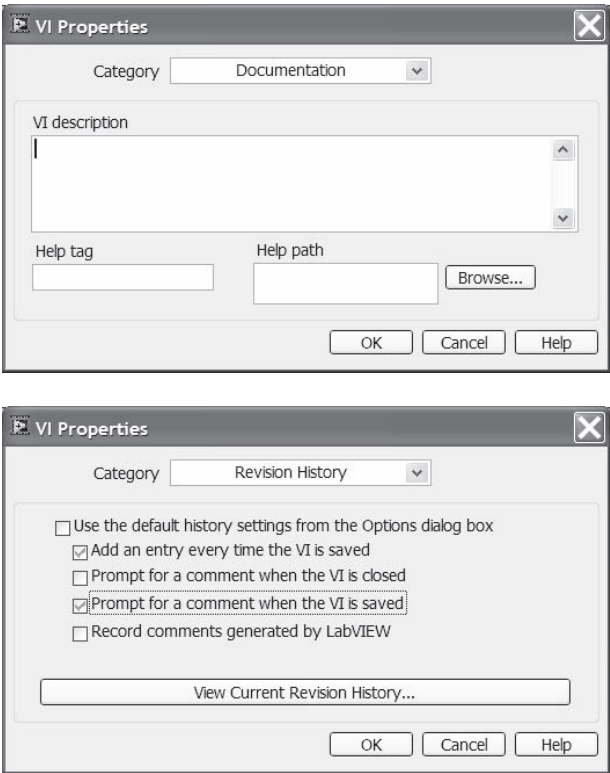 VI Properties
Category Documentation
VI description
Help tag Help path
Browse...
OK Cancel Help
VI Properties
Category Revision History
Use the default history settings from the Options dialog box
Add an entry every time the VI is saved
Prompt for a comment when the VI is closed
Prompt for a comment when the VI is saved
Record comments generated by LabVIEW
View Current Revision History...
OK Cancel Help